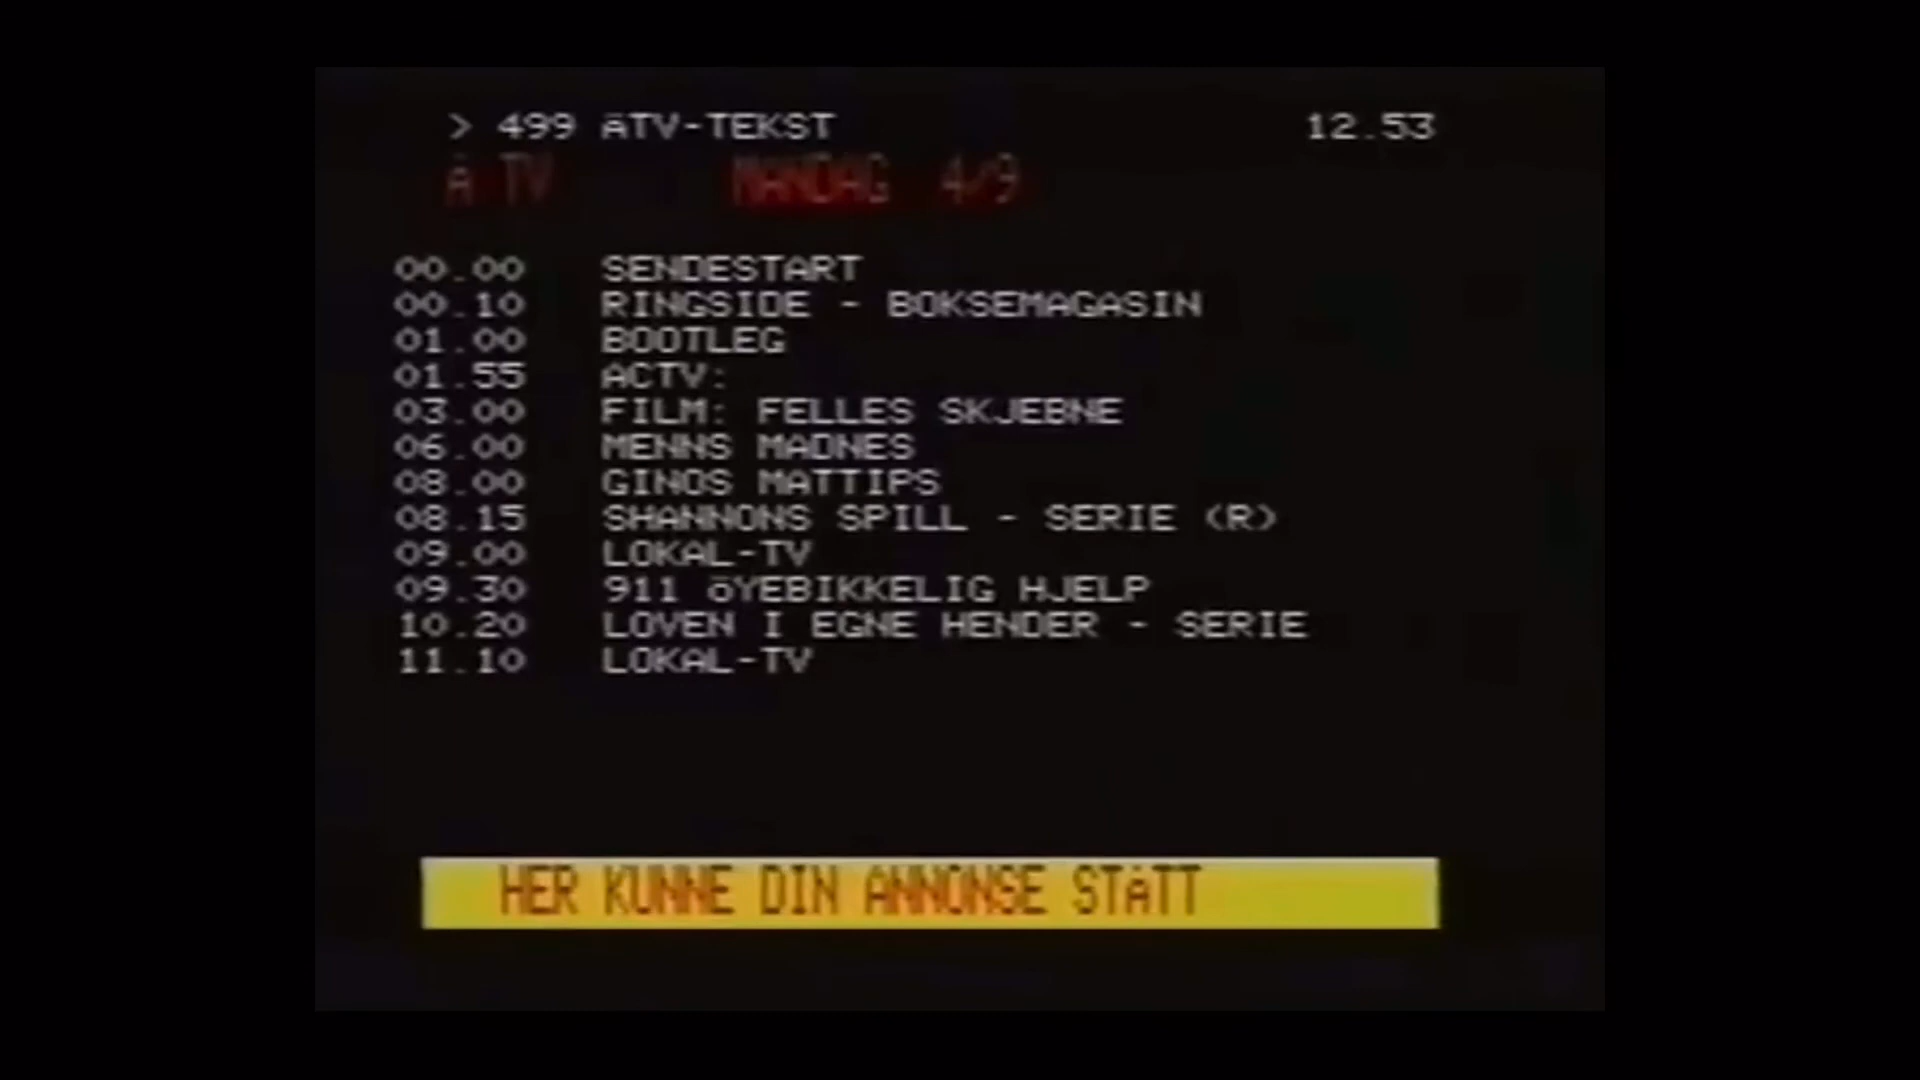 > 499 åTV-TEKST 12.53
å TV MANDAG 4/9
00.00 SENDESTART
00.10 RINGSIDE - BOKSEMAGASIN
01.00 BOOTLEG
01.55 ACTV:
03.00 FILM: FELLES SKJEBNE
06.00 MENNS MADNES
08.00 GINOS MATTIPS
08.15 SHANNONS SPILL - SERIE (R)
09.00 LOKAL-TV
09.30 911 öYEBIKKELIG HJELP
10.20 LOVEN I EGNE HENDER - SERIE
11.10 LOKAL-TV
HER KUNNE DIN ANNONSE STåTT